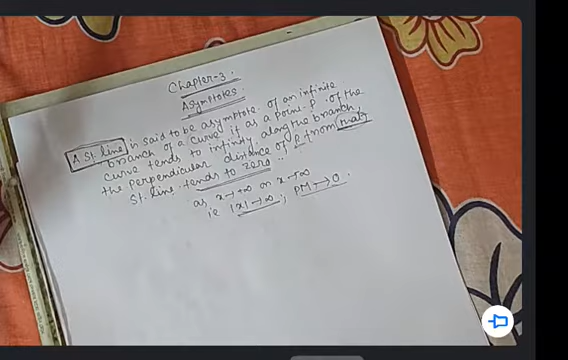 Chapter-3.
Asymptotes
A St. line is said to be asymptote of an infinite
branch of a curve if as a point P of the
curve tends to infinity along the branch,
the perpendicular distance of P from that
St. line tends to zero
as x→+∞ or x→-∞
i.e |x|→∞, PM→0.